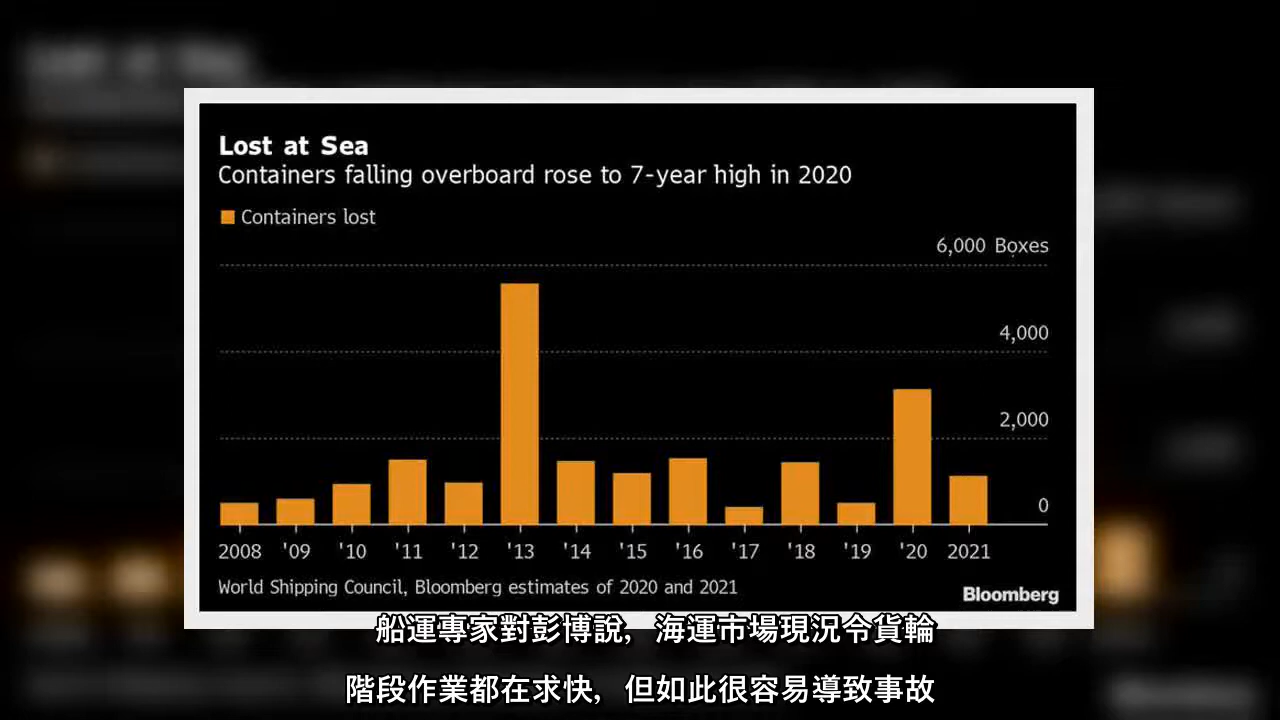 Lost at Sea
Containers falling overboard rose to 7-year high in 2020
Containers lost
6,000 Boxes
4,000
2,000
0
2008 '09 '10 '11 '12 '13 '14 '15 '16 '17 '18 '19 '20 2021
World Shipping Council, Bloomberg estimates of 2020 and 2021
Bloomberg
船運專家對彭博說，海運市場現況令貨輪
階段作業都在求快，但如此很容易導致事故